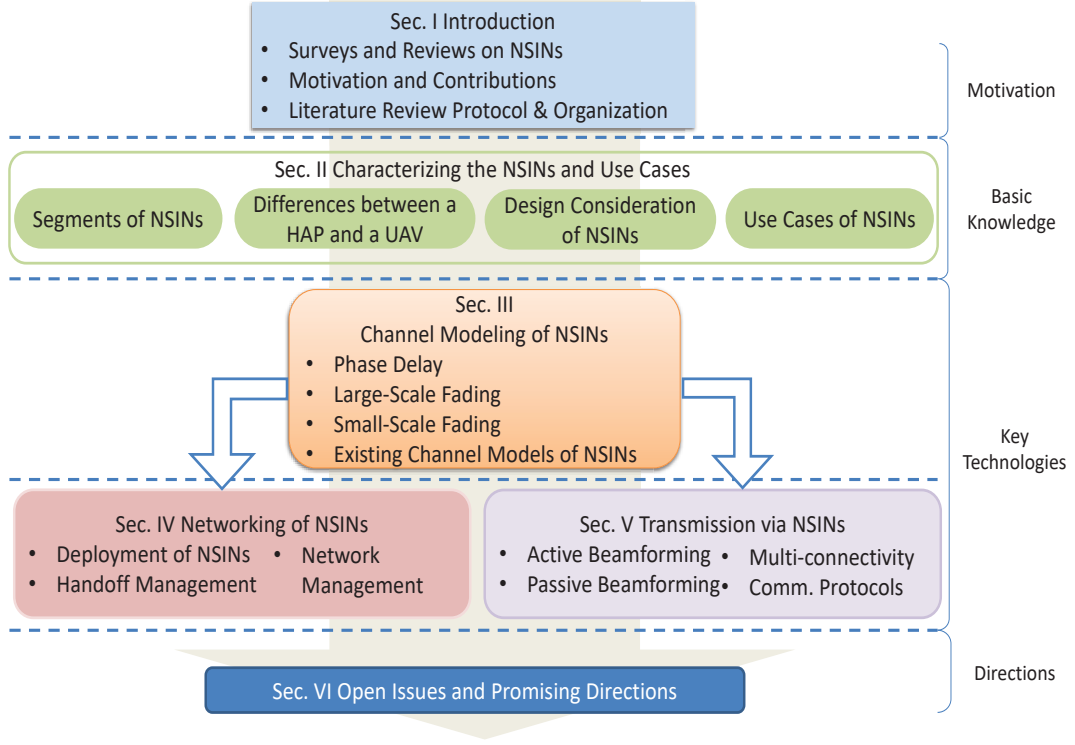 Sec. I Introduction
• Surveys and Reviews on NSINs
• Motivation and Contributions
• Literature Review Protocol & Organization
Motivation
Sec. II Characterizing the NSINs and Use Cases
Segments of NSINs
Differences between a
HAP and a UAV
Design Consideration
of NSINs
Use Cases of NSINs
Basic
Knowledge
Sec. III
Channel Modeling of NSINs
• Phase Delay
• Large-Scale Fading
• Small-Scale Fading
• Existing Channel Models of NSINs
Key
Technologies
Sec. IV Networking of NSINs
• Deployment of NSINs
• Handoff Management
• Network
Management
Sec. V Transmission via NSINs
• Active Beamforming
• Passive Beamforming
• Multi-connectivity
• Comm. Protocols
Sec. VI Open Issues and Promising Directions
Directions